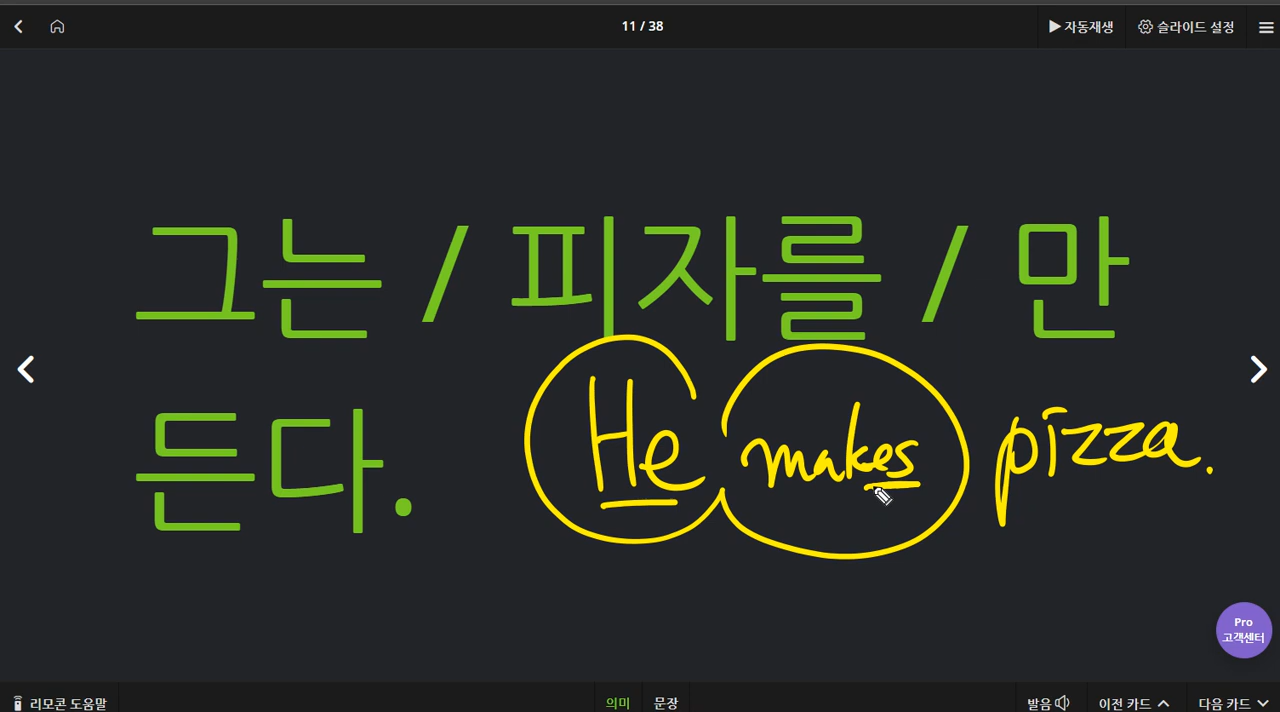 11 / 38
▶ 자동재생
슬라이드 설정
그는 / 피자를 / 만
든다.
He makes pizza.
Pro
고객센터
리모콘 도움말
의미
문장
발음
이전 카드
다음 카드